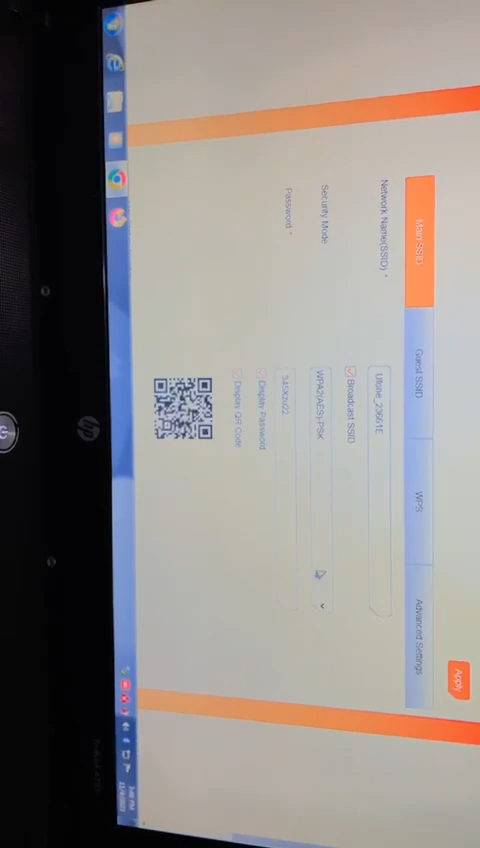 Apply
Main SSID
Guest SSID
WPS
Advanced Settings
Network Name(SSID) *
Ufone_23661E
Broadcast SSID
Security Mode
WPA2(AES)-PSK
Password *
Display Password
Display QR Code
hp